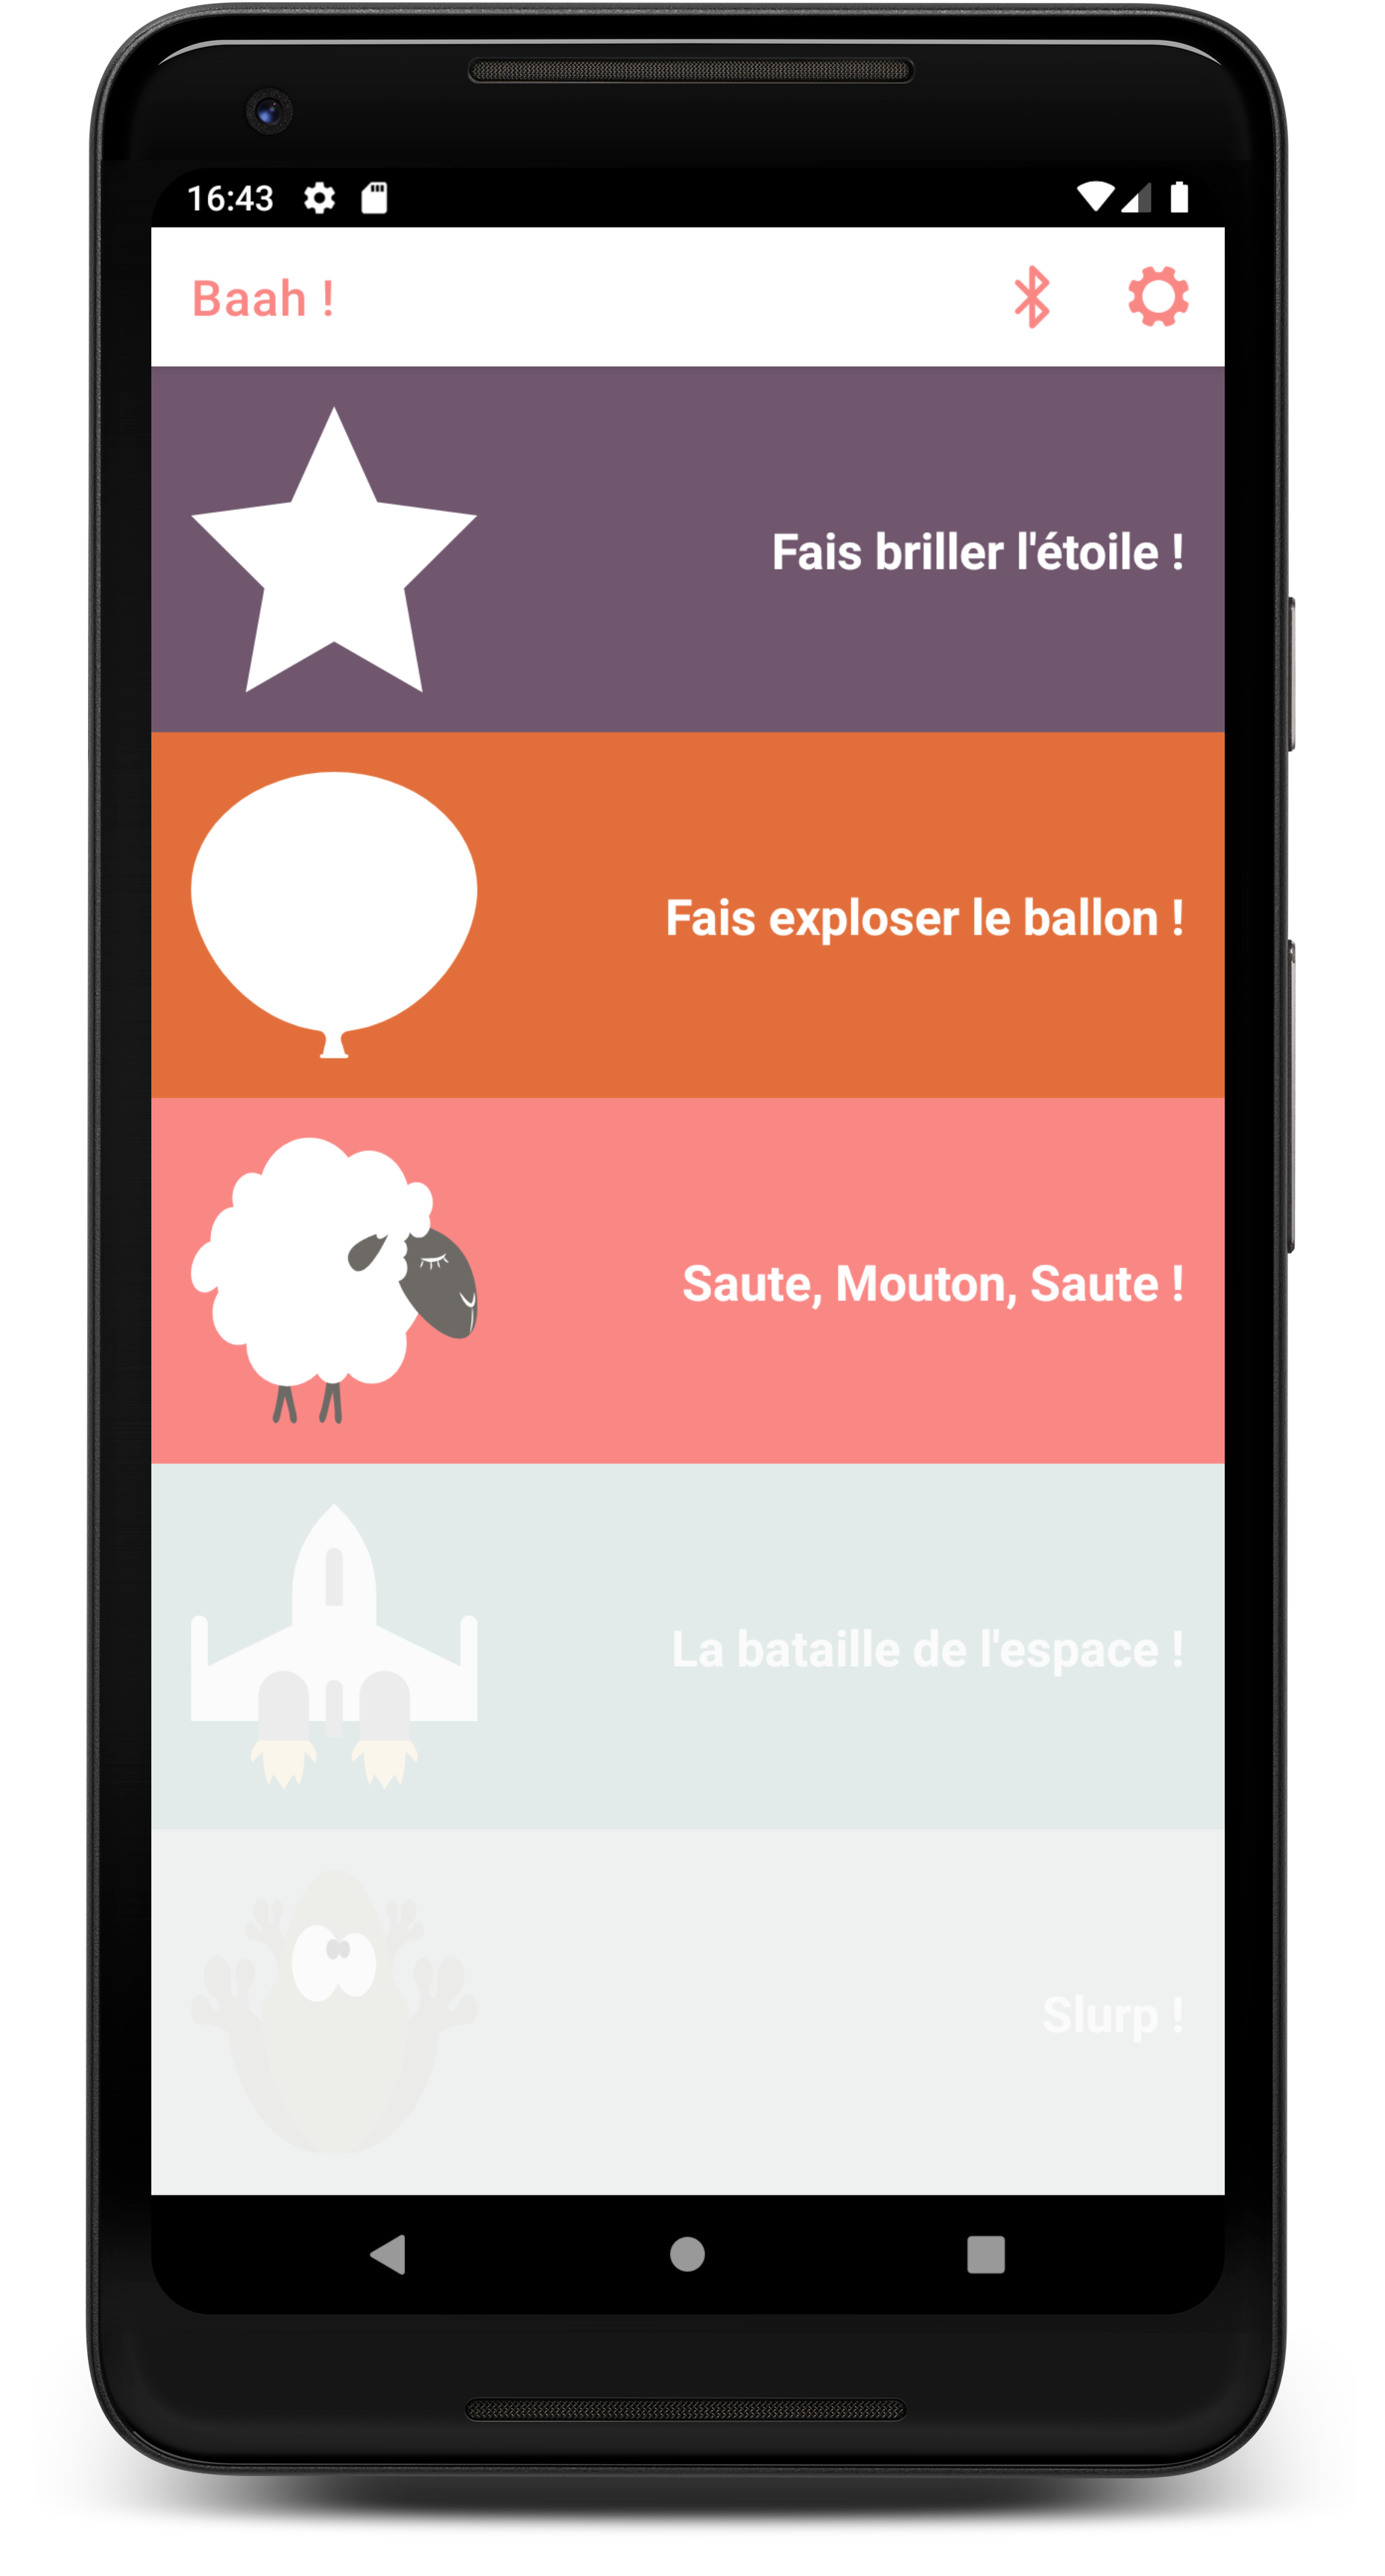 16:43
Baah !
Fais briller l'étoile !
Fais exploser le ballon !
Saute, Mouton, Saute !
La bataille de l'espace !
Slurp !